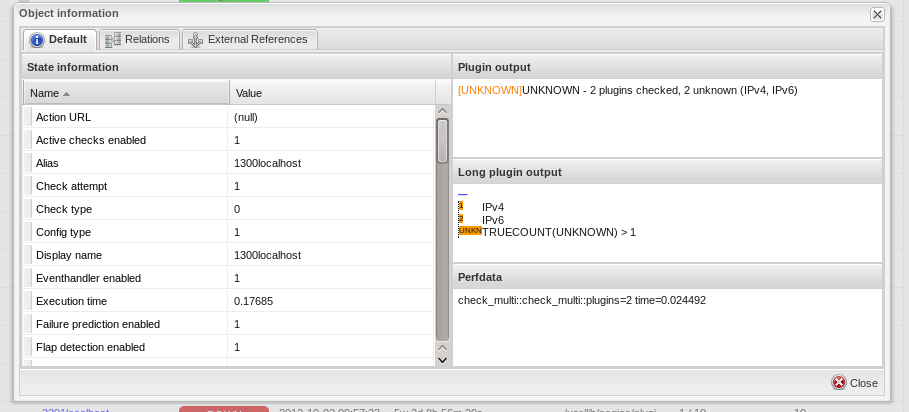 Object information
Default
Relations
External References
State information
Name
Value
Action URL
(null)
Active checks enabled
1
Alias
1300localhost
Check attempt
1
Check type
0
Config type
1
Display name
1300localhost
Eventhandler enabled
1
Execution time
0.17685
Failure prediction enabled
1
Flap detection enabled
1
Plugin output
[UNKNOWN]UNKNOWN - 2 plugins checked, 2 unknown (IPv4, IPv6)
Long plugin output
1 IPv4
2 IPv6
UNKN TRUECOUNT(UNKNOWN) > 1
Perfdata
check_multi::check_multi::plugins=2 time=0.024492
Close